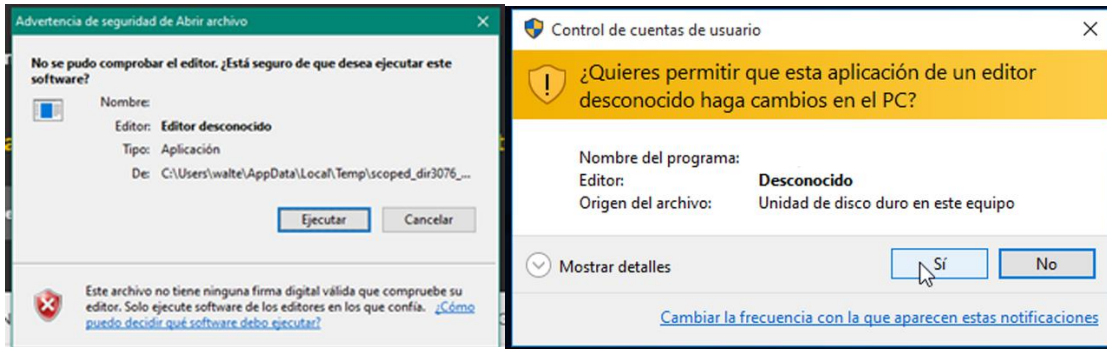 Advertencia de seguridad de Abrir archivo
No se pudo comprobar el editor. ¿Está seguro de que desea ejecutar este
software?
Nombre:
Editor: Editor desconocido
Tipo: Aplicación
De: C:\Users\walte\AppData\Local\Temp\scoped_dir3076_...
Ejecutar Cancelar
Este archivo no tiene ninguna firma digital válida que compruebe su
editor. Solo ejecute software de los editores en los que confía. ¿Cómo
puedo decidir qué software debo ejecutar?
Control de cuentas de usuario
¿Quieres permitir que esta aplicación de un editor
desconocido haga cambios en el PC?
Nombre del programa:
Editor: Desconocido
Origen del archivo: Unidad de disco duro en este equipo
Mostrar detalles
Sí No
Cambiar la frecuencia con la que aparecen estas notificaciones